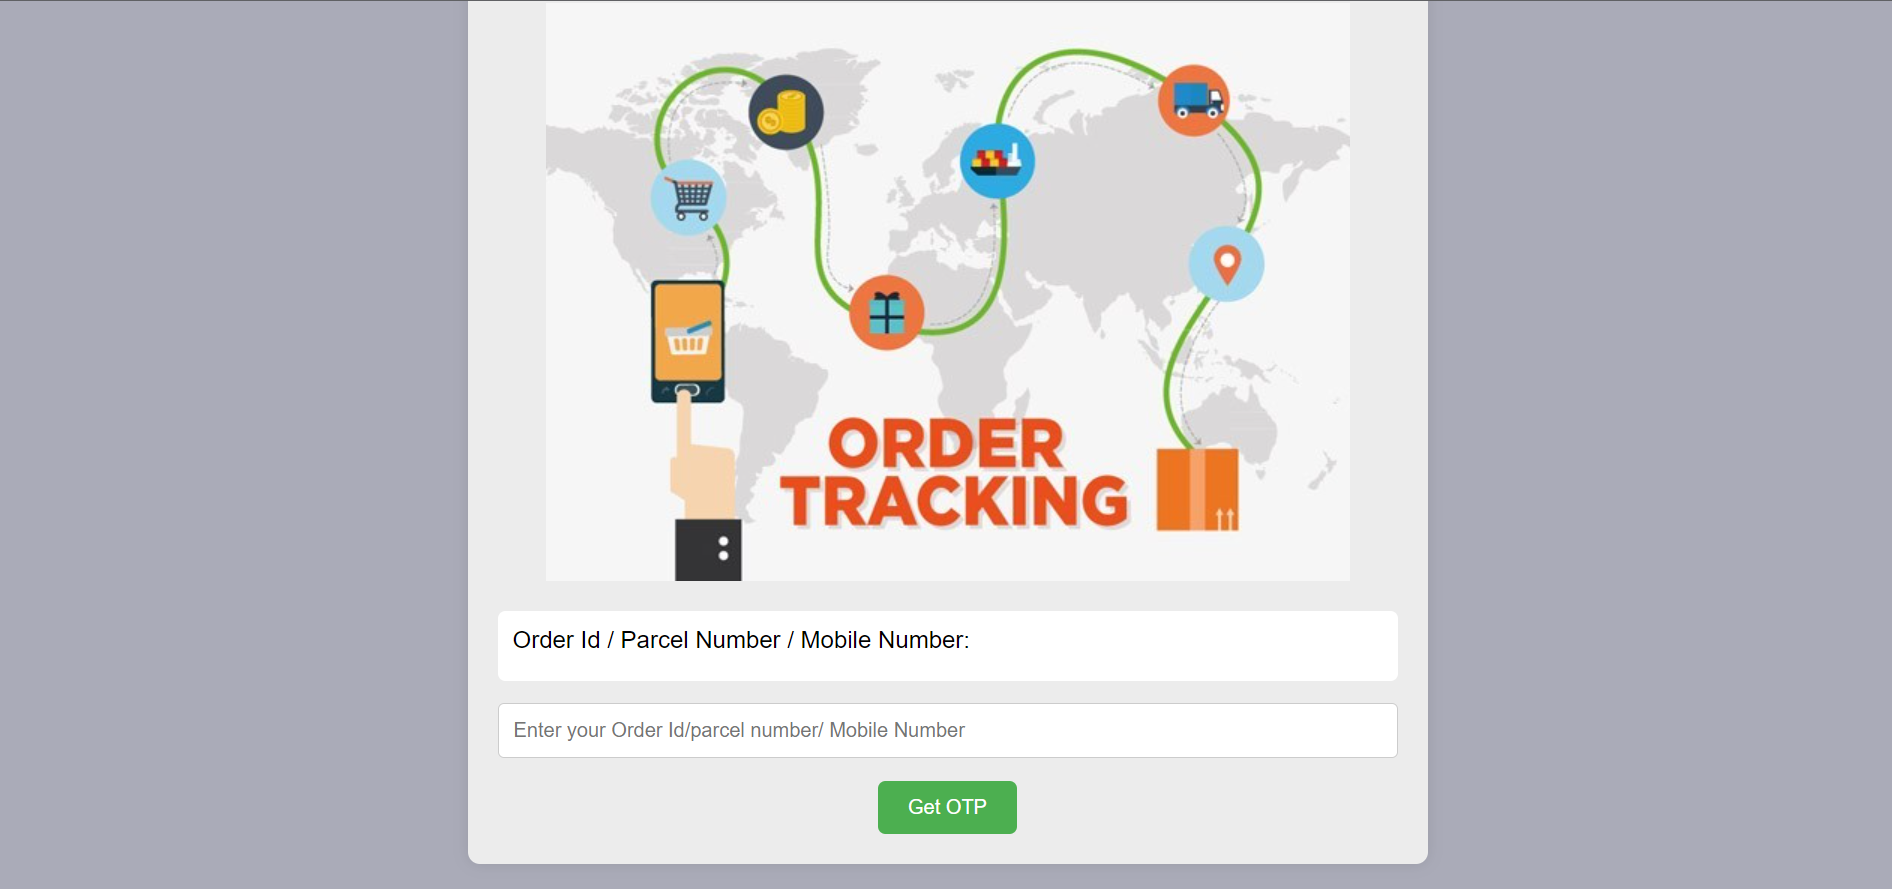 ORDER
TRACKING
Order Id / Parcel Number / Mobile Number:
Enter your Order Id/parcel number/ Mobile Number
Get OTP